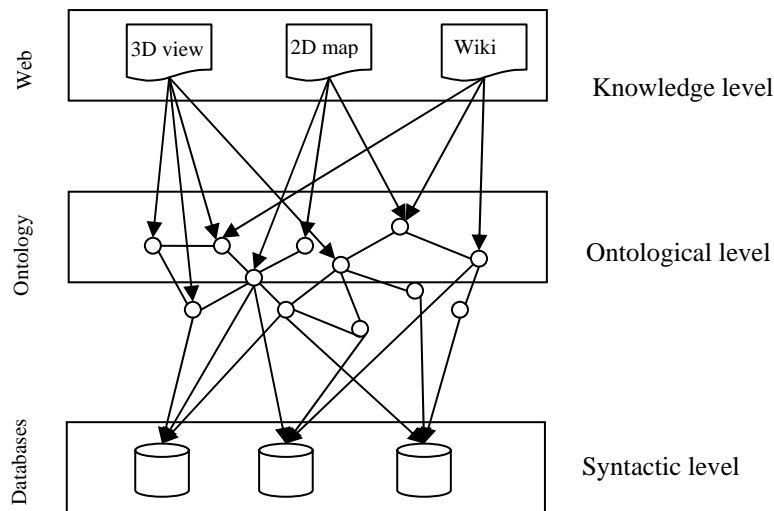 Web
3D view
2D map
Wiki
Knowledge level
Ontology
Ontological level
Databases
Syntactic level